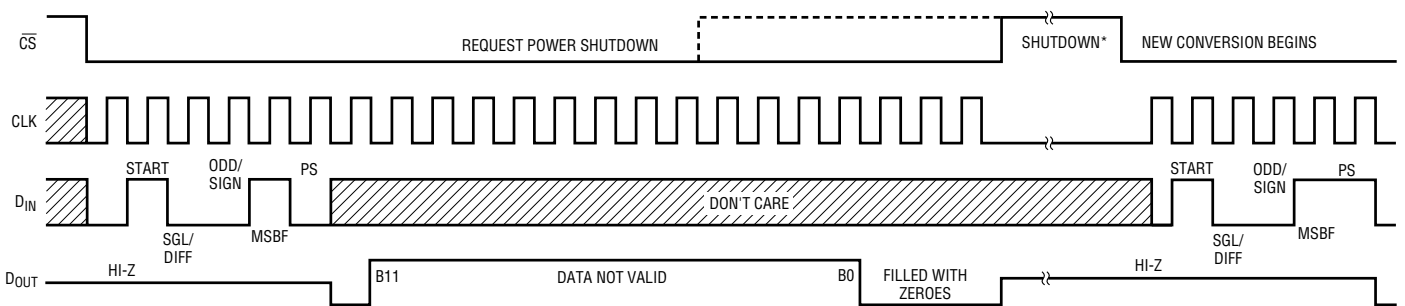 CS
REQUEST POWER SHUTDOWN
SHUTDOWN*
NEW CONVERSION BEGINS
CLK
START
ODD/
SIGN
PS
START
ODD/
SIGN
PS
DIN
DON'T CARE
SGL/
DIFF
MSBF
SGL/
DIFF
MSBF
DOUT
HI-Z
B11
DATA NOT VALID
B0
FILLED WITH
ZEROES
HI-Z